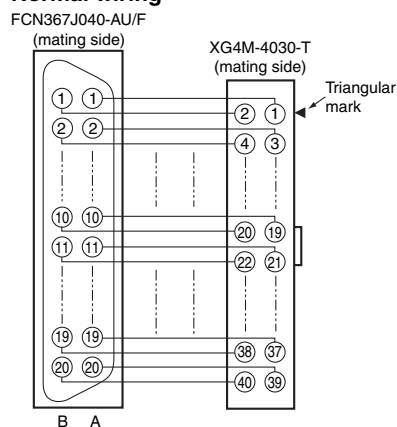 Normal wiring
FCN367J040-AU/F
(mating side)
XG4M-4030-T
(mating side)
Triangular
mark
1 1 2 1
2 2 4 3
10 10 20 19
11 11 22 21
19 19 38 37
20 20 40 39
B A